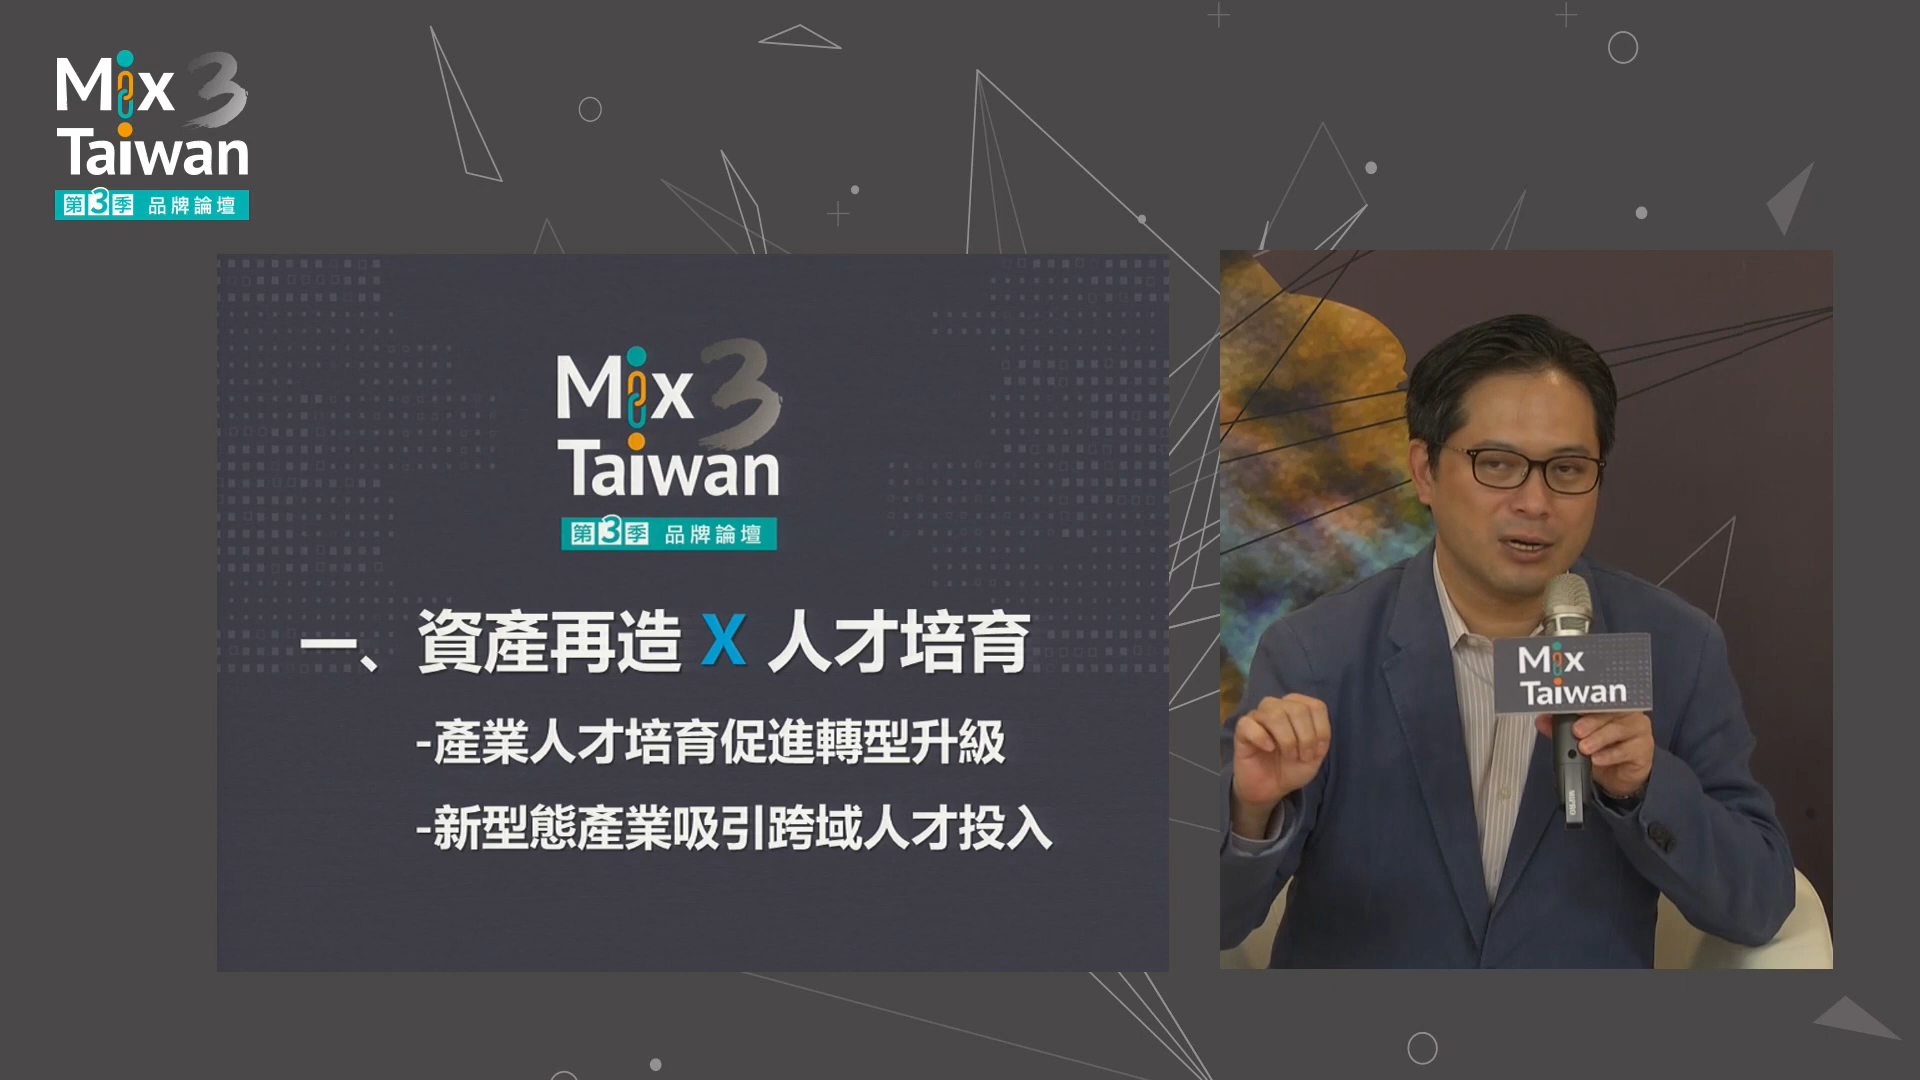 Mix 3
Taiwan
第3季 品牌論壇
Mix 3
Taiwan
第3季 品牌論壇
一、資產再造 X 人才培育
-產業人才培育促進轉型升級
-新型態產業吸引跨域人才投入
Mix
Taiwan
MIPRO